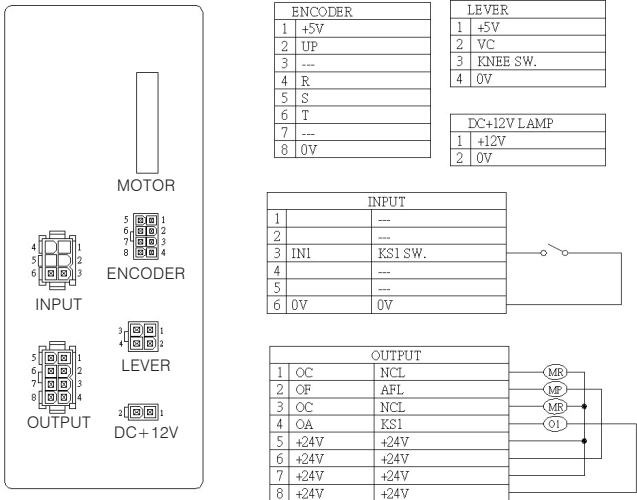 MOTOR
5 1
6 2
7 3
8 4
ENCODER
4 1
5 2
6 3
INPUT
3 1
4 2
LEVER
5 1
6 2
7 3
8 4
OUTPUT
2 1
DC+12V
ENCODER
1 +5V
2 UP
3 ---
4 R
5 S
6 T
7 ---
8 0V
LEVER
1 +5V
2 VC
3 KNEE SW.
4 0V
DC+12V LAMP
1 +12V
2 0V
INPUT
1 ---
2 ---
3 IN1 KS1 SW.
4 ---
5 ---
6 0V 0V
OUTPUT
1 OC NCL MR
2 OF AFL MF
3 OC NCL MR
4 OA KS1 O1
5 +24V +24V
6 +24V +24V
7 +24V +24V
8 +24V +24V